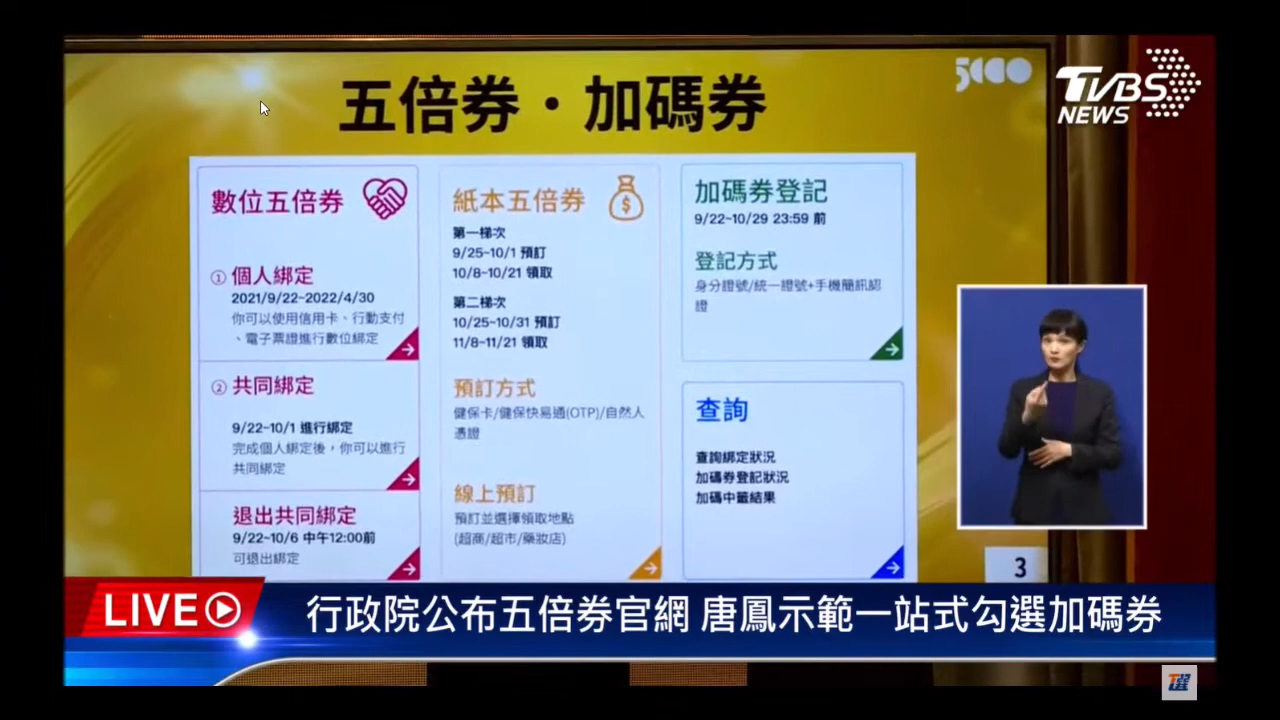 五倍券・加碼券
5000
TVBS
NEWS
數位五倍券
① 個人綁定
2021/9/22~2022/4/30
你可以使用信用卡、行動支付
、電子票證進行數位綁定
② 共同綁定
9/22~10/1 進行綁定
完成個人綁定後，你可以進行
共同綁定
退出共同綁定
9/22~10/6 中午12:00前
可退出綁定
紙本五倍券
第一梯次
9/25~10/1 預訂
10/8~10/21 領取
第二梯次
10/25~10/31 預訂
11/8~11/21 領取
預訂方式
健保卡/健保快易通(OTP)/自然人
憑證
線上預訂
預訂並選擇領取地點
(超商/超市/藥妝店)
加碼券登記
9/22~10/29 23:59 前
登記方式
身分證號/統一證號+手機簡訊認
證
查詢
查詢綁定狀況
加碼券登記狀況
加碼中籤結果
3
LIVE
行政院公布五倍券官網 唐鳳示範一站式勾選加碼券
T選